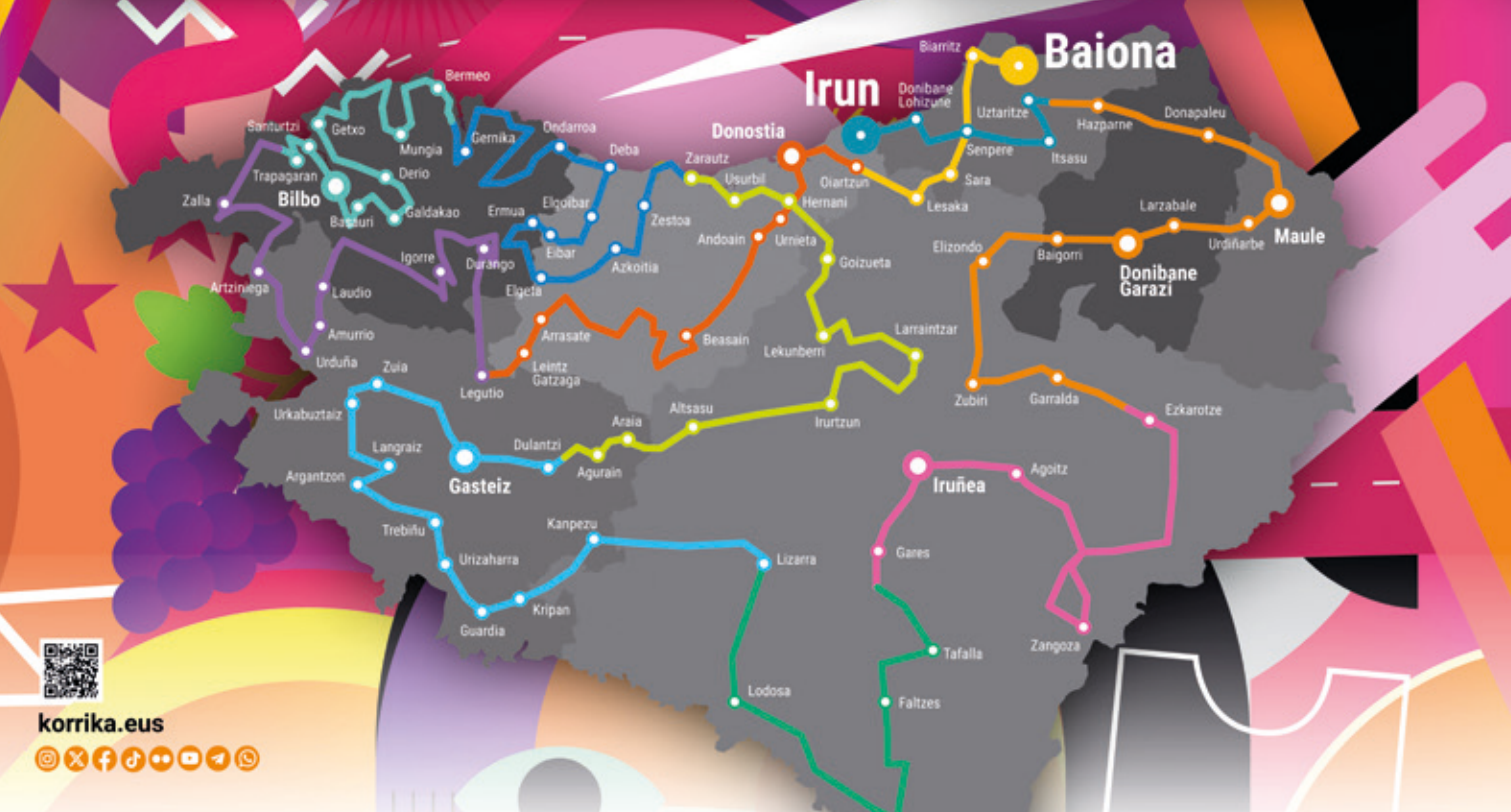 Baiona
Biarritz
Irun
Donibane
Lohizune
Uztaritze
Hazparne
Donapaleu
Bermeo
Santurtzi
Getxo
Mungia
Gernika
Ondarroa
Deba
Donostia
Zarautz
Usurbil
Oiartzun
Senpere
Itsasu
Trapagaran
Derio
Zalla
Bilbo
Basauri
Galdakao
Ermua
Elgoibar
Zestoa
Hernani
Lesaka
Sara
Larzabale
Urdiñarbe
Maule
Igorre
Durango
Eibar
Azkoitia
Andoain
Urnieta
Goizueta
Elizondo
Baigorri
Donibane
Garazi
Artziniega
Laudio
Elgeta
Amurrio
Arrasate
Beasain
Lekunberri
Larraintzar
Urduña
Zuia
Legutio
Leintz
Gatzaga
Urkabuztaiz
Langraiz
Dulantzi
Araia
Altsasu
Irurtzun
Zubiri
Garralda
Ezkarotze
Argantzon
Gasteiz
Agurain
Iruñea
Agoitz
Trebiñu
Kanpezu
Urizaharra
Lizarra
Gares
Guardia
Kripan
Tafalla
Zangoza
Lodosa
Faltzes
korrika.eus